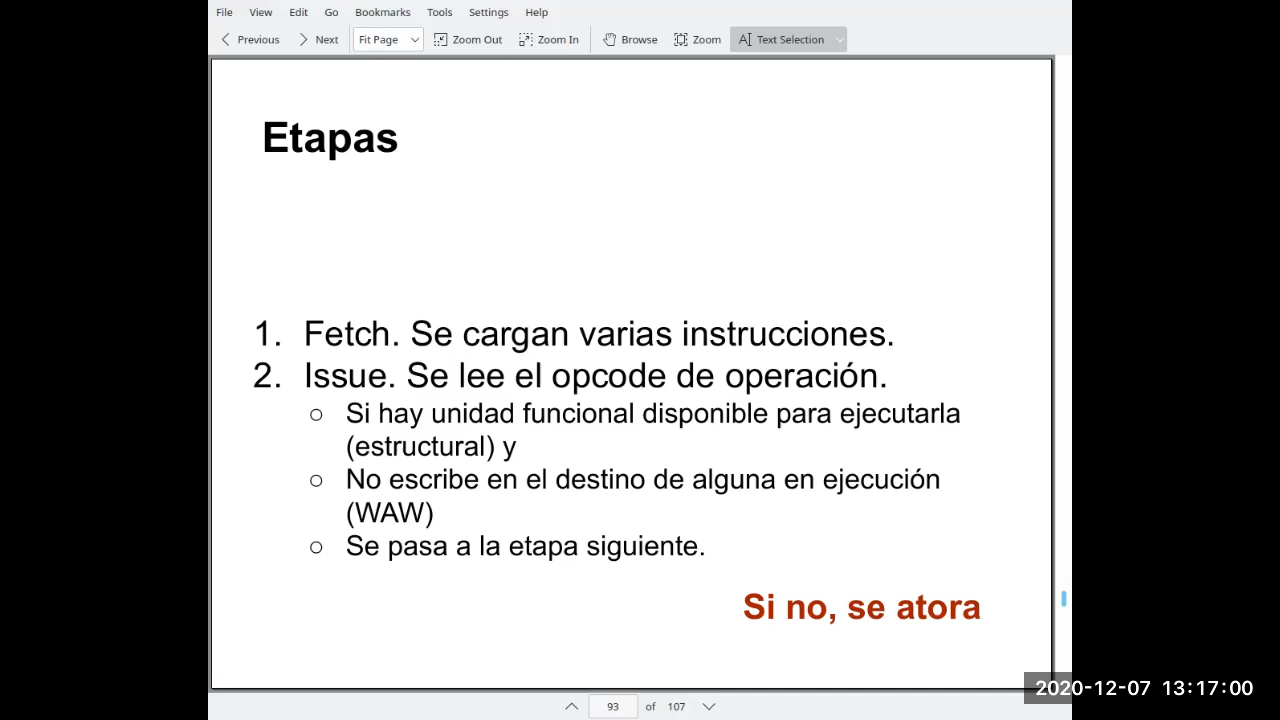 File View Edit Go Bookmarks Tools Settings Help
Previous Next Fit Page Zoom Out Zoom In Browse Zoom Text Selection
Etapas
1. Fetch. Se cargan varias instrucciones.
2. Issue. Se lee el opcode de operación.
○ Si hay unidad funcional disponible para ejecutarla
(estructural) y
○ No escribe en el destino de alguna en ejecución
(WAW)
○ Se pasa a la etapa siguiente.
Si no, se atora
2020-12-07 13:17:00
93 of 107